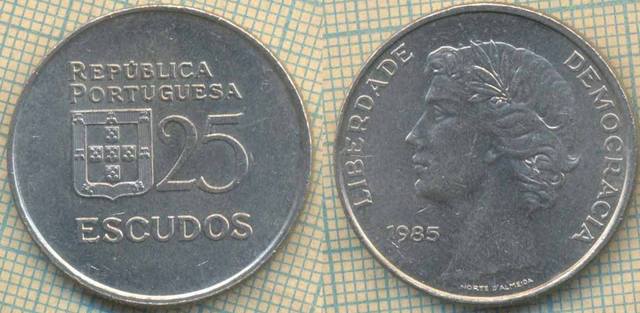 REPÚBLICA
PORTUGUESA
25
ESCUDOS
LIBERDADE
DEMOCRACIA
1985
NORTE D'ALMEIDA